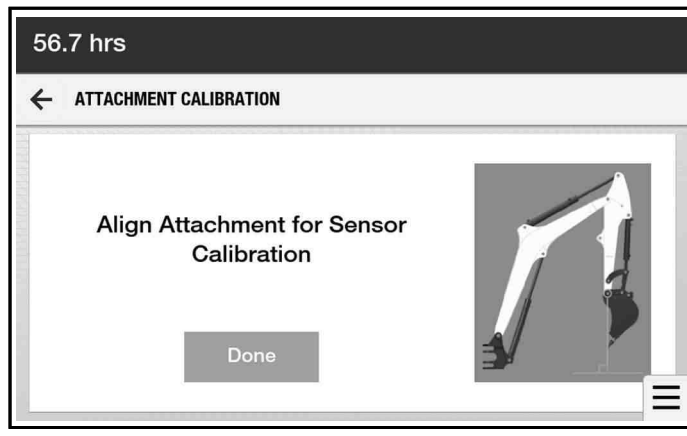 56.7 hrs
ATTACHMENT CALIBRATION
Align Attachment for Sensor
Calibration
Done